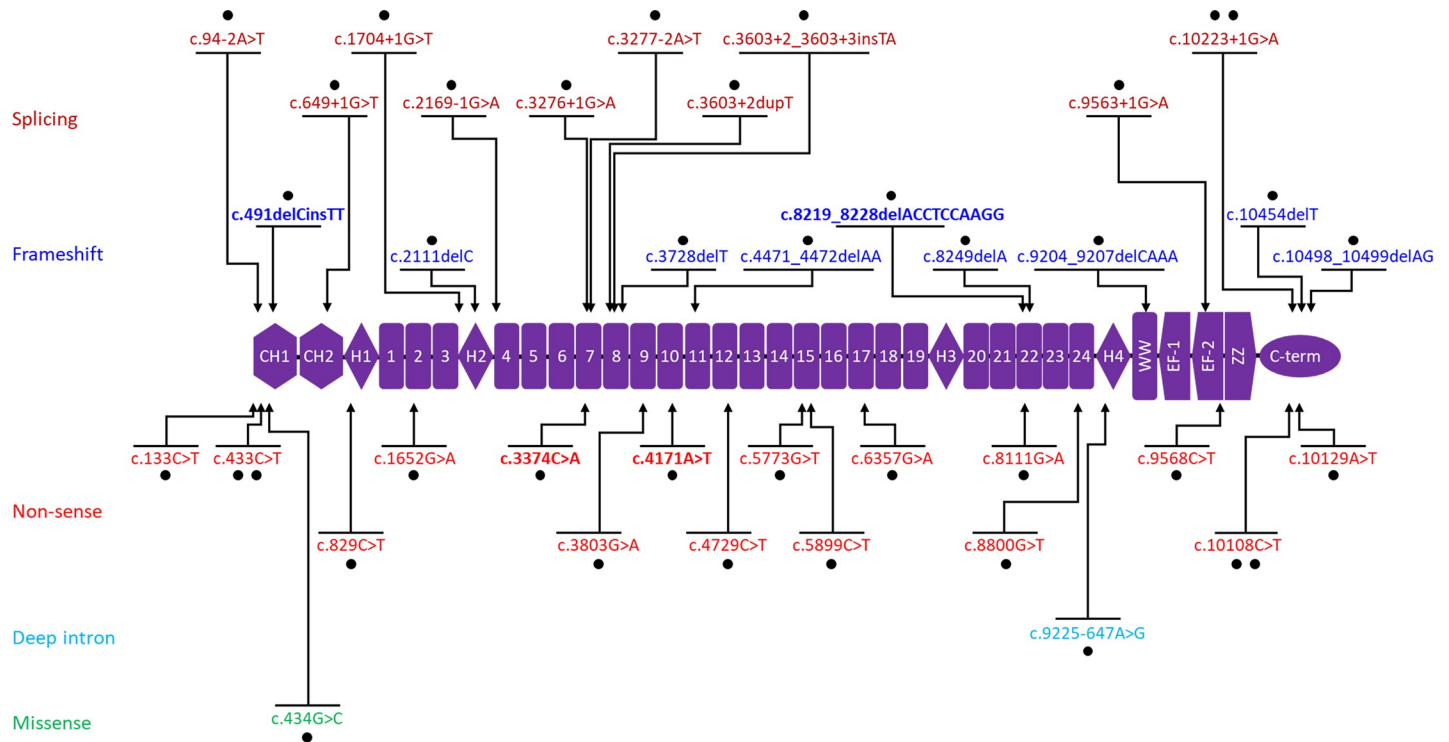 c.94-2A>T c.1704+1G>T c.3277-2A>T c.3603+2_3603+3insTA c.10223+1G>A
c.649+1G>T c.2169-1G>A c.3276+1G>A c.3603+2dupT c.9563+1G>A
Splicing
c.491delCinsTT c.8219_8228delACCTCCAAGG c.10454delT
Frameshift c.2111delC c.3728delT c.4471_4472delAA c.8249delA c.9204_9207delCAAA c.10498_10499delAG
CH1 CH2 H1 1 2 3 H2 4 5 6 7 8 9 10 11 12 13 14 15 16 17 18 19 H3 20 21 22 23 24 H4 WW EF-1 EF-2 ZZ C-term
c.133C>T c.433C>T c.1652G>A c.3374C>A c.4171A>T c.5773G>T c.6357G>A c.8111G>A c.9568C>T c.10129A>T
Non-sense
c.829C>T c.3803G>A c.4729C>T c.5899C>T c.8800G>T c.10108C>T
Deep intron c.9225-647A>G
Missense c.434G>C